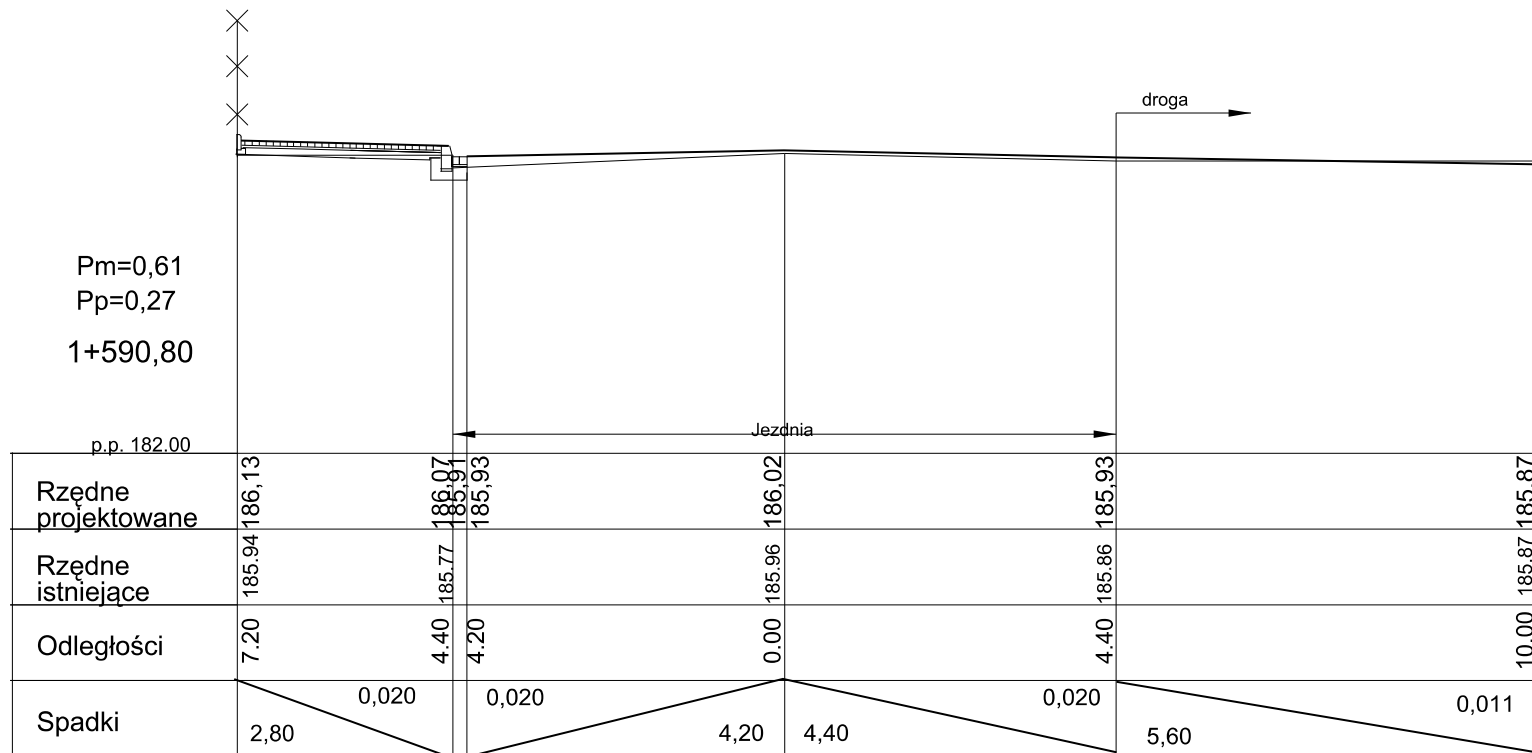 droga
Pm=0,61
Pp=0,27
1+590,80
Jezdnia
p.p. 182.00
Rzędne
projektowane
186,13
186,07
185,91
185,93
186,02
185,93
185,87
Rzędne
istniejące
185.94
185.77
185.96
185.86
185.87
Odległości
7.20
4.40
4.20
0.00
4.40
10.00
Spadki
0,020
0,020
0,020
0,011
2,80
4,20
4,40
5,60